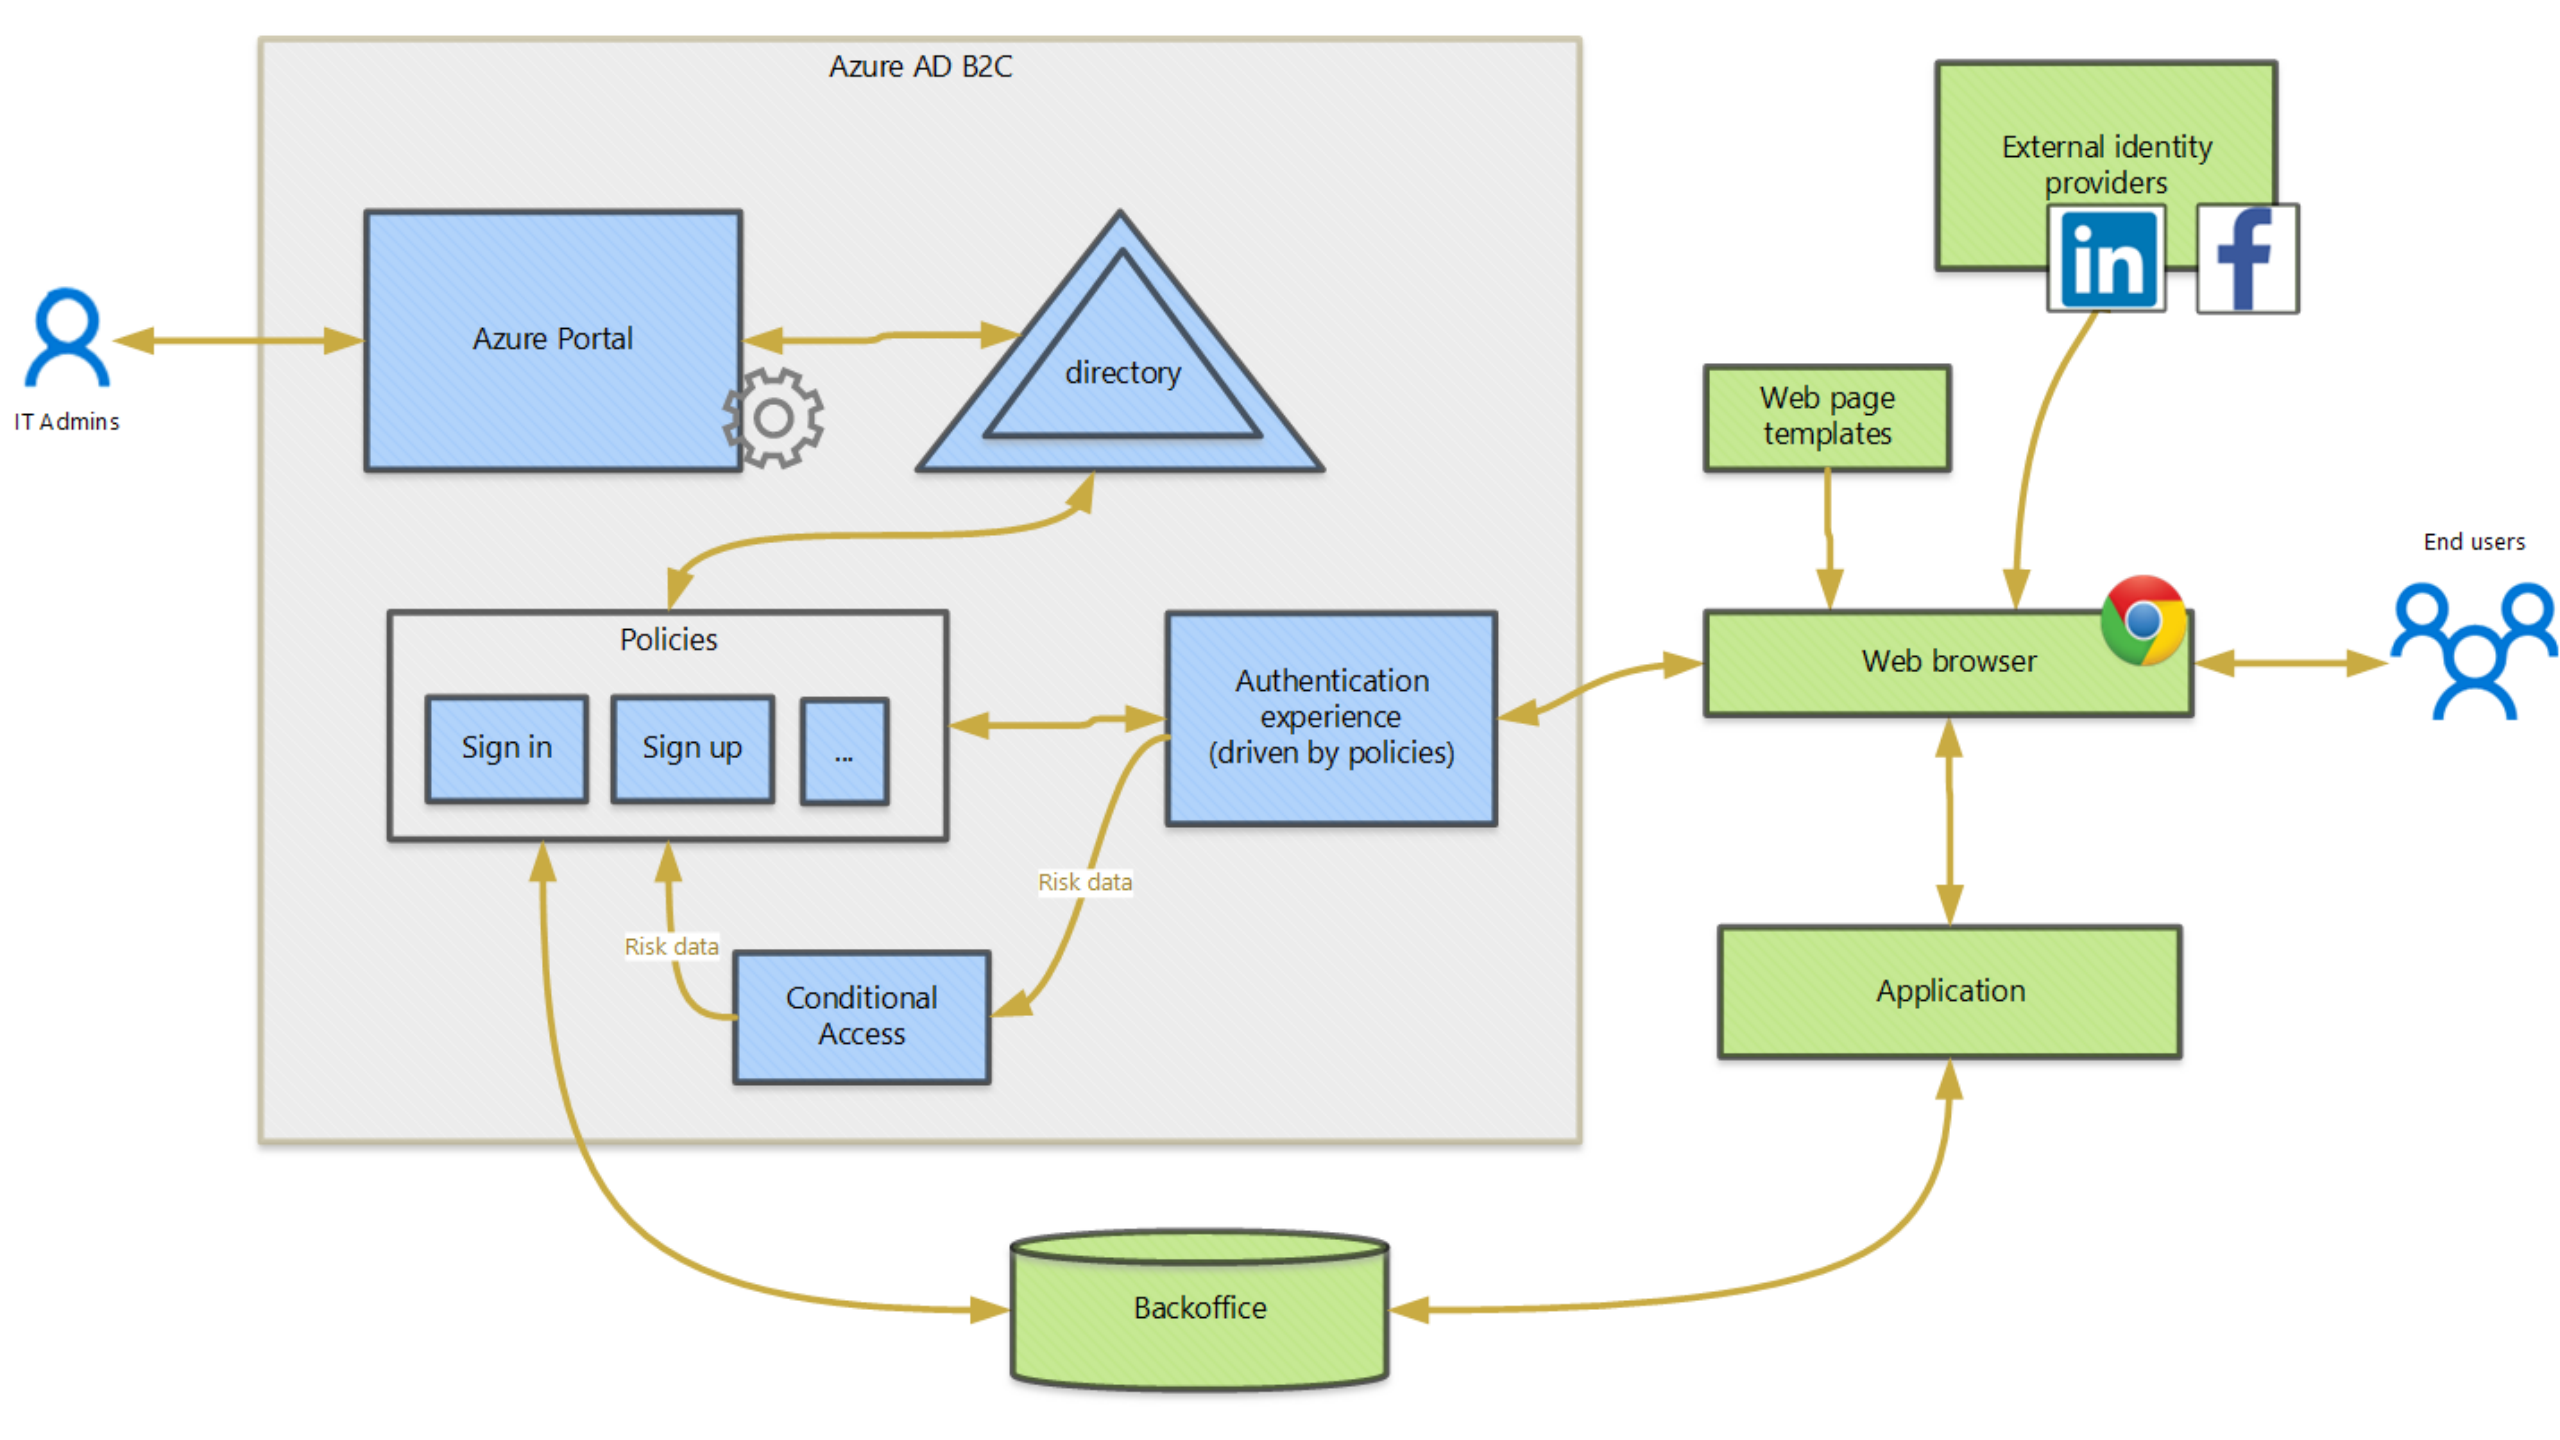 Azure AD B2C
External identity
providers
in
f
Azure Portal
directory
IT Admins
Web page
templates
End users
Policies
Sign in
Sign up
...
Authentication
experience
(driven by policies)
Web browser
Risk data
Risk data
Conditional
Access
Application
Backoffice